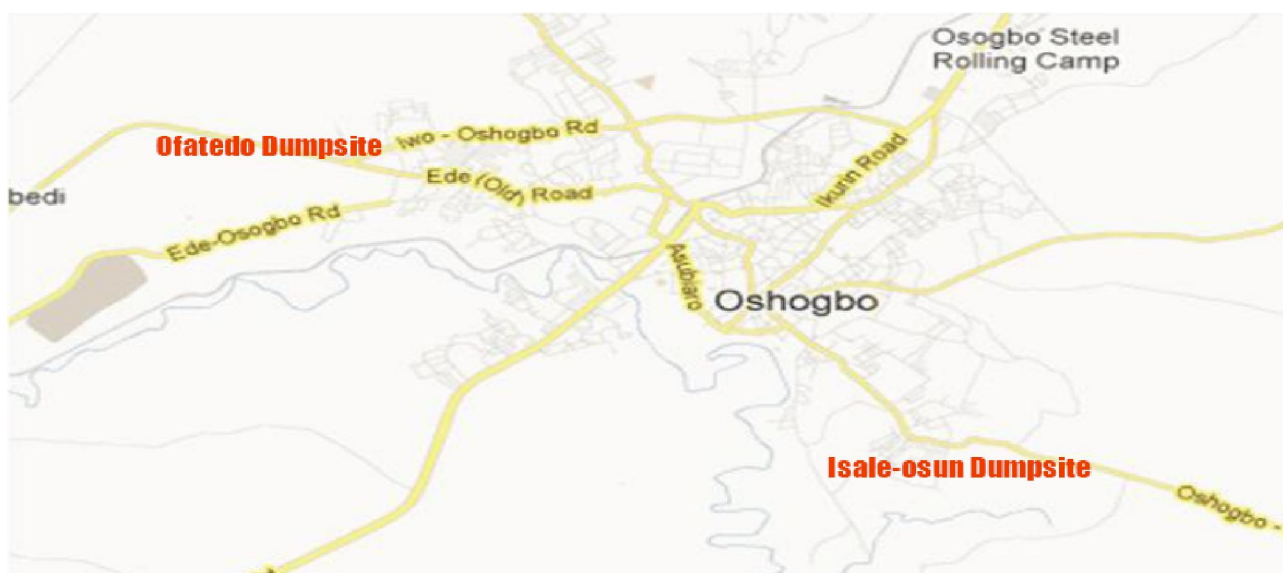 Osogbo Steel
Rolling Camp
Ofatedo Dumpsite
Iwo - Oshogbo Rd
Ikurin Road
Ede (Old) Road
bedi
Ede-Osogbo Rd
Asubiaro
Oshogbo
Isale-osun Dumpsite
Oshogbo -